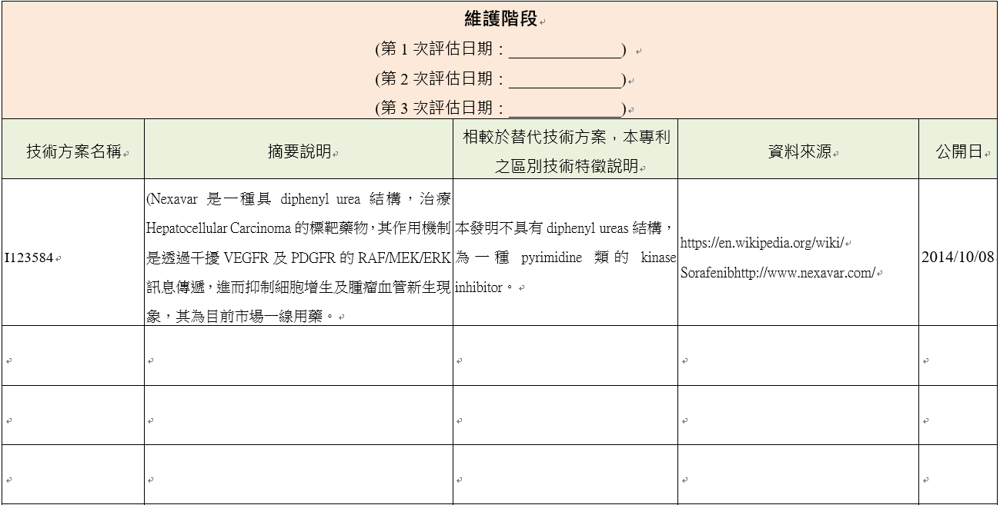 維護階段
(第 1 次評估日期：______________)
(第 2 次評估日期：______________)
(第 3 次評估日期：______________)
技術方案名稱
摘要說明
相較於替代技術方案，本專利
之區別技術特徵說明
資料來源
公開日
I123584
(Nexavar 是一種具 diphenyl urea 結構，治療
Hepatocellular Carcinoma 的標靶藥物，其作用機制
是透過干擾 VEGFR 及 PDGFR 的 RAF/MEK/ERK
訊息傳遞，進而抑制細胞增生及腫瘤血管新生現
象，其為目前市場一線用藥。
本發明不具有 diphenyl ureas 結構，
為一種 pyrimidine 類的 kinase
inhibitor。
https://en.wikipedia.org/wiki/
Sorafenibhttp://www.nexavar.com/
2014/10/08